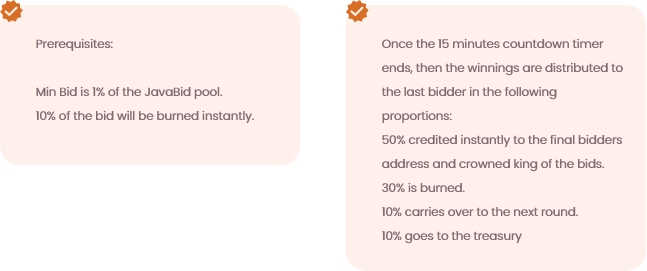 Prerequisites:
Min Bid is 1% of the JavaBid pool.
10% of the bid will be burned instantly.
Once the 15 minutes countdown timer
ends, then the winnings are distributed to
the last bidder in the following
proportions:
50% credited instantly to the final bidders
address and crowned king of the bids.
30% is burned.
10% carries over to the next round.
10% goes to the treasury